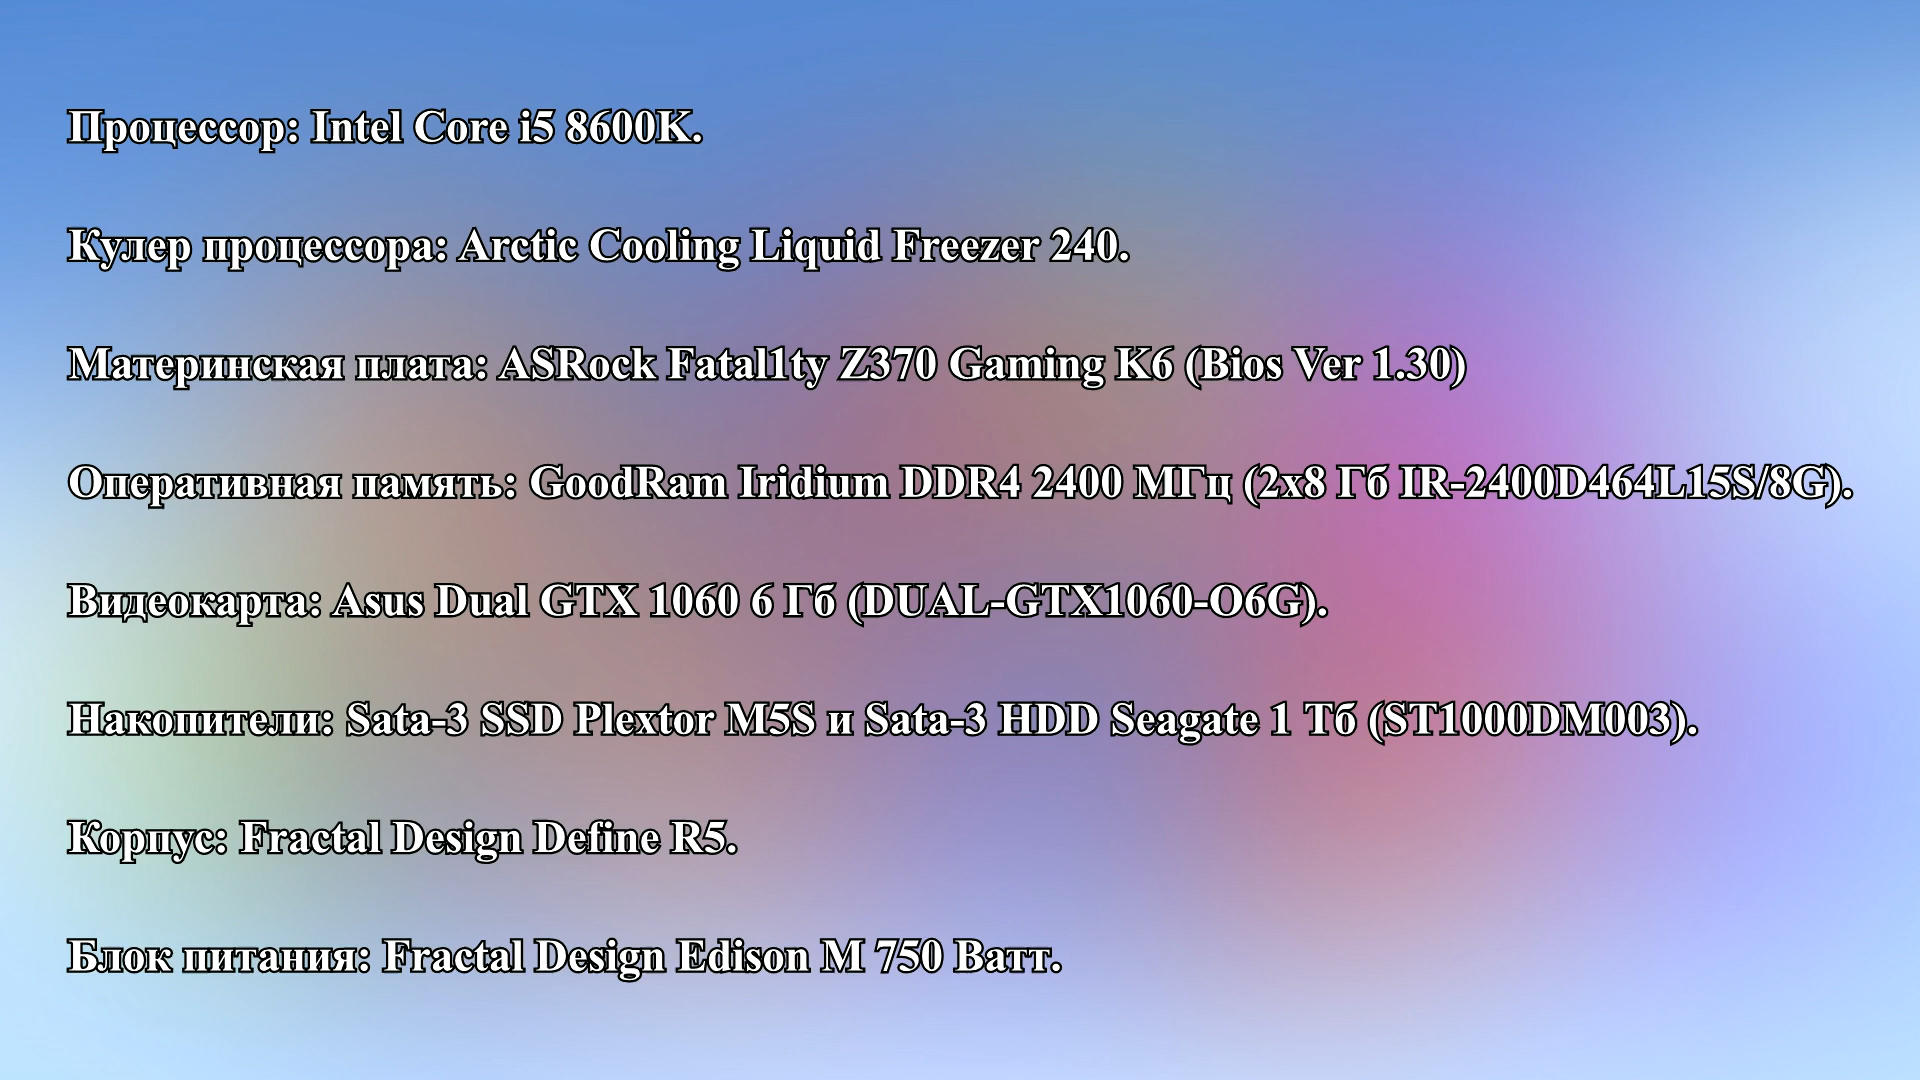 Процессор: Intel Core i5 8600K.
Кулер процессора: Arctic Cooling Liquid Freezer 240.
Материнская плата: ASRock Fatal1ty Z370 Gaming K6 (Bios Ver 1.30)
Оперативная память: GoodRam Iridium DDR4 2400 МГц (2x8 Гб IR-2400D464L15S/8G).
Видеокарта: Asus Dual GTX 1060 6 Гб (DUAL-GTX1060-O6G).
Накопители: Sata-3 SSD Plextor M5S и Sata-3 HDD Seagate 1 Тб (ST1000DM003).
Корпус: Fractal Design Define R5.
Блок питания: Fractal Design Edison M 750 Ватт.